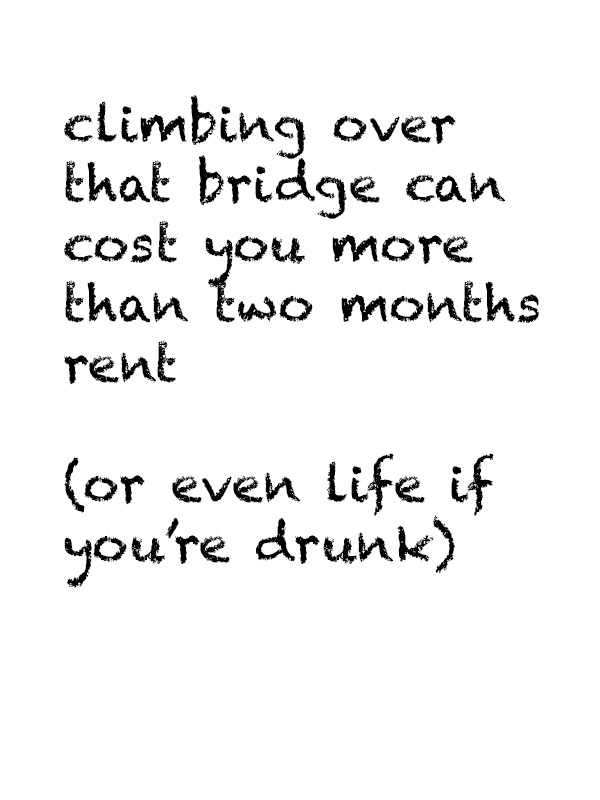 climbing over
that bridge can
cost you more
than two months
rent
(or even life if
you're drunk)